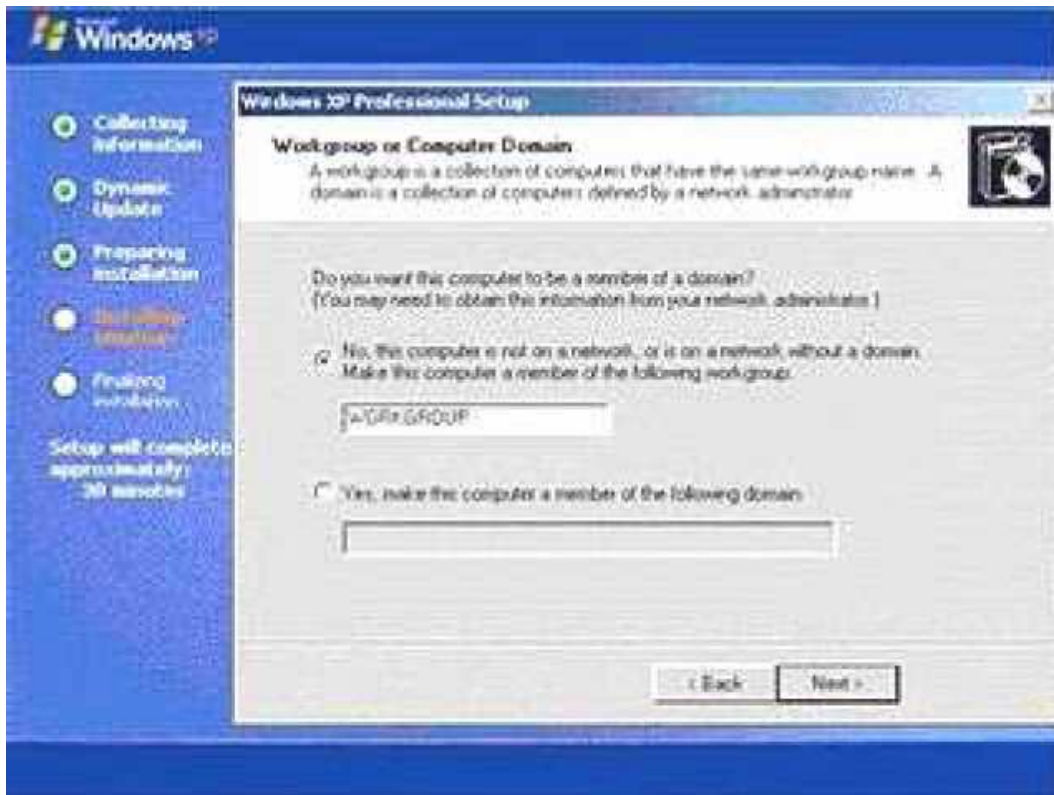 Microsoft
Windows xp
Collecting
information
Dynamic
Update
Preparing
installation
Installing
Windows
Finalizing
installation
Setup will complete
approximately:
39 minutes
Windows XP Professional Setup
Workgroup or Computer Domain
A workgroup is a collection of computers that have the same workgroup name. A
domain is a collection of computers defined by a network administrator.
Do you want this computer to be a member of a domain?
(You may need to obtain this information from your network administrator.)
No, this computer is not on a network, or is on a network without a domain.
Make this computer a member of the following workgroup:
WORKGROUP
Yes, make this computer a member of the following domain:
< Back
Next >